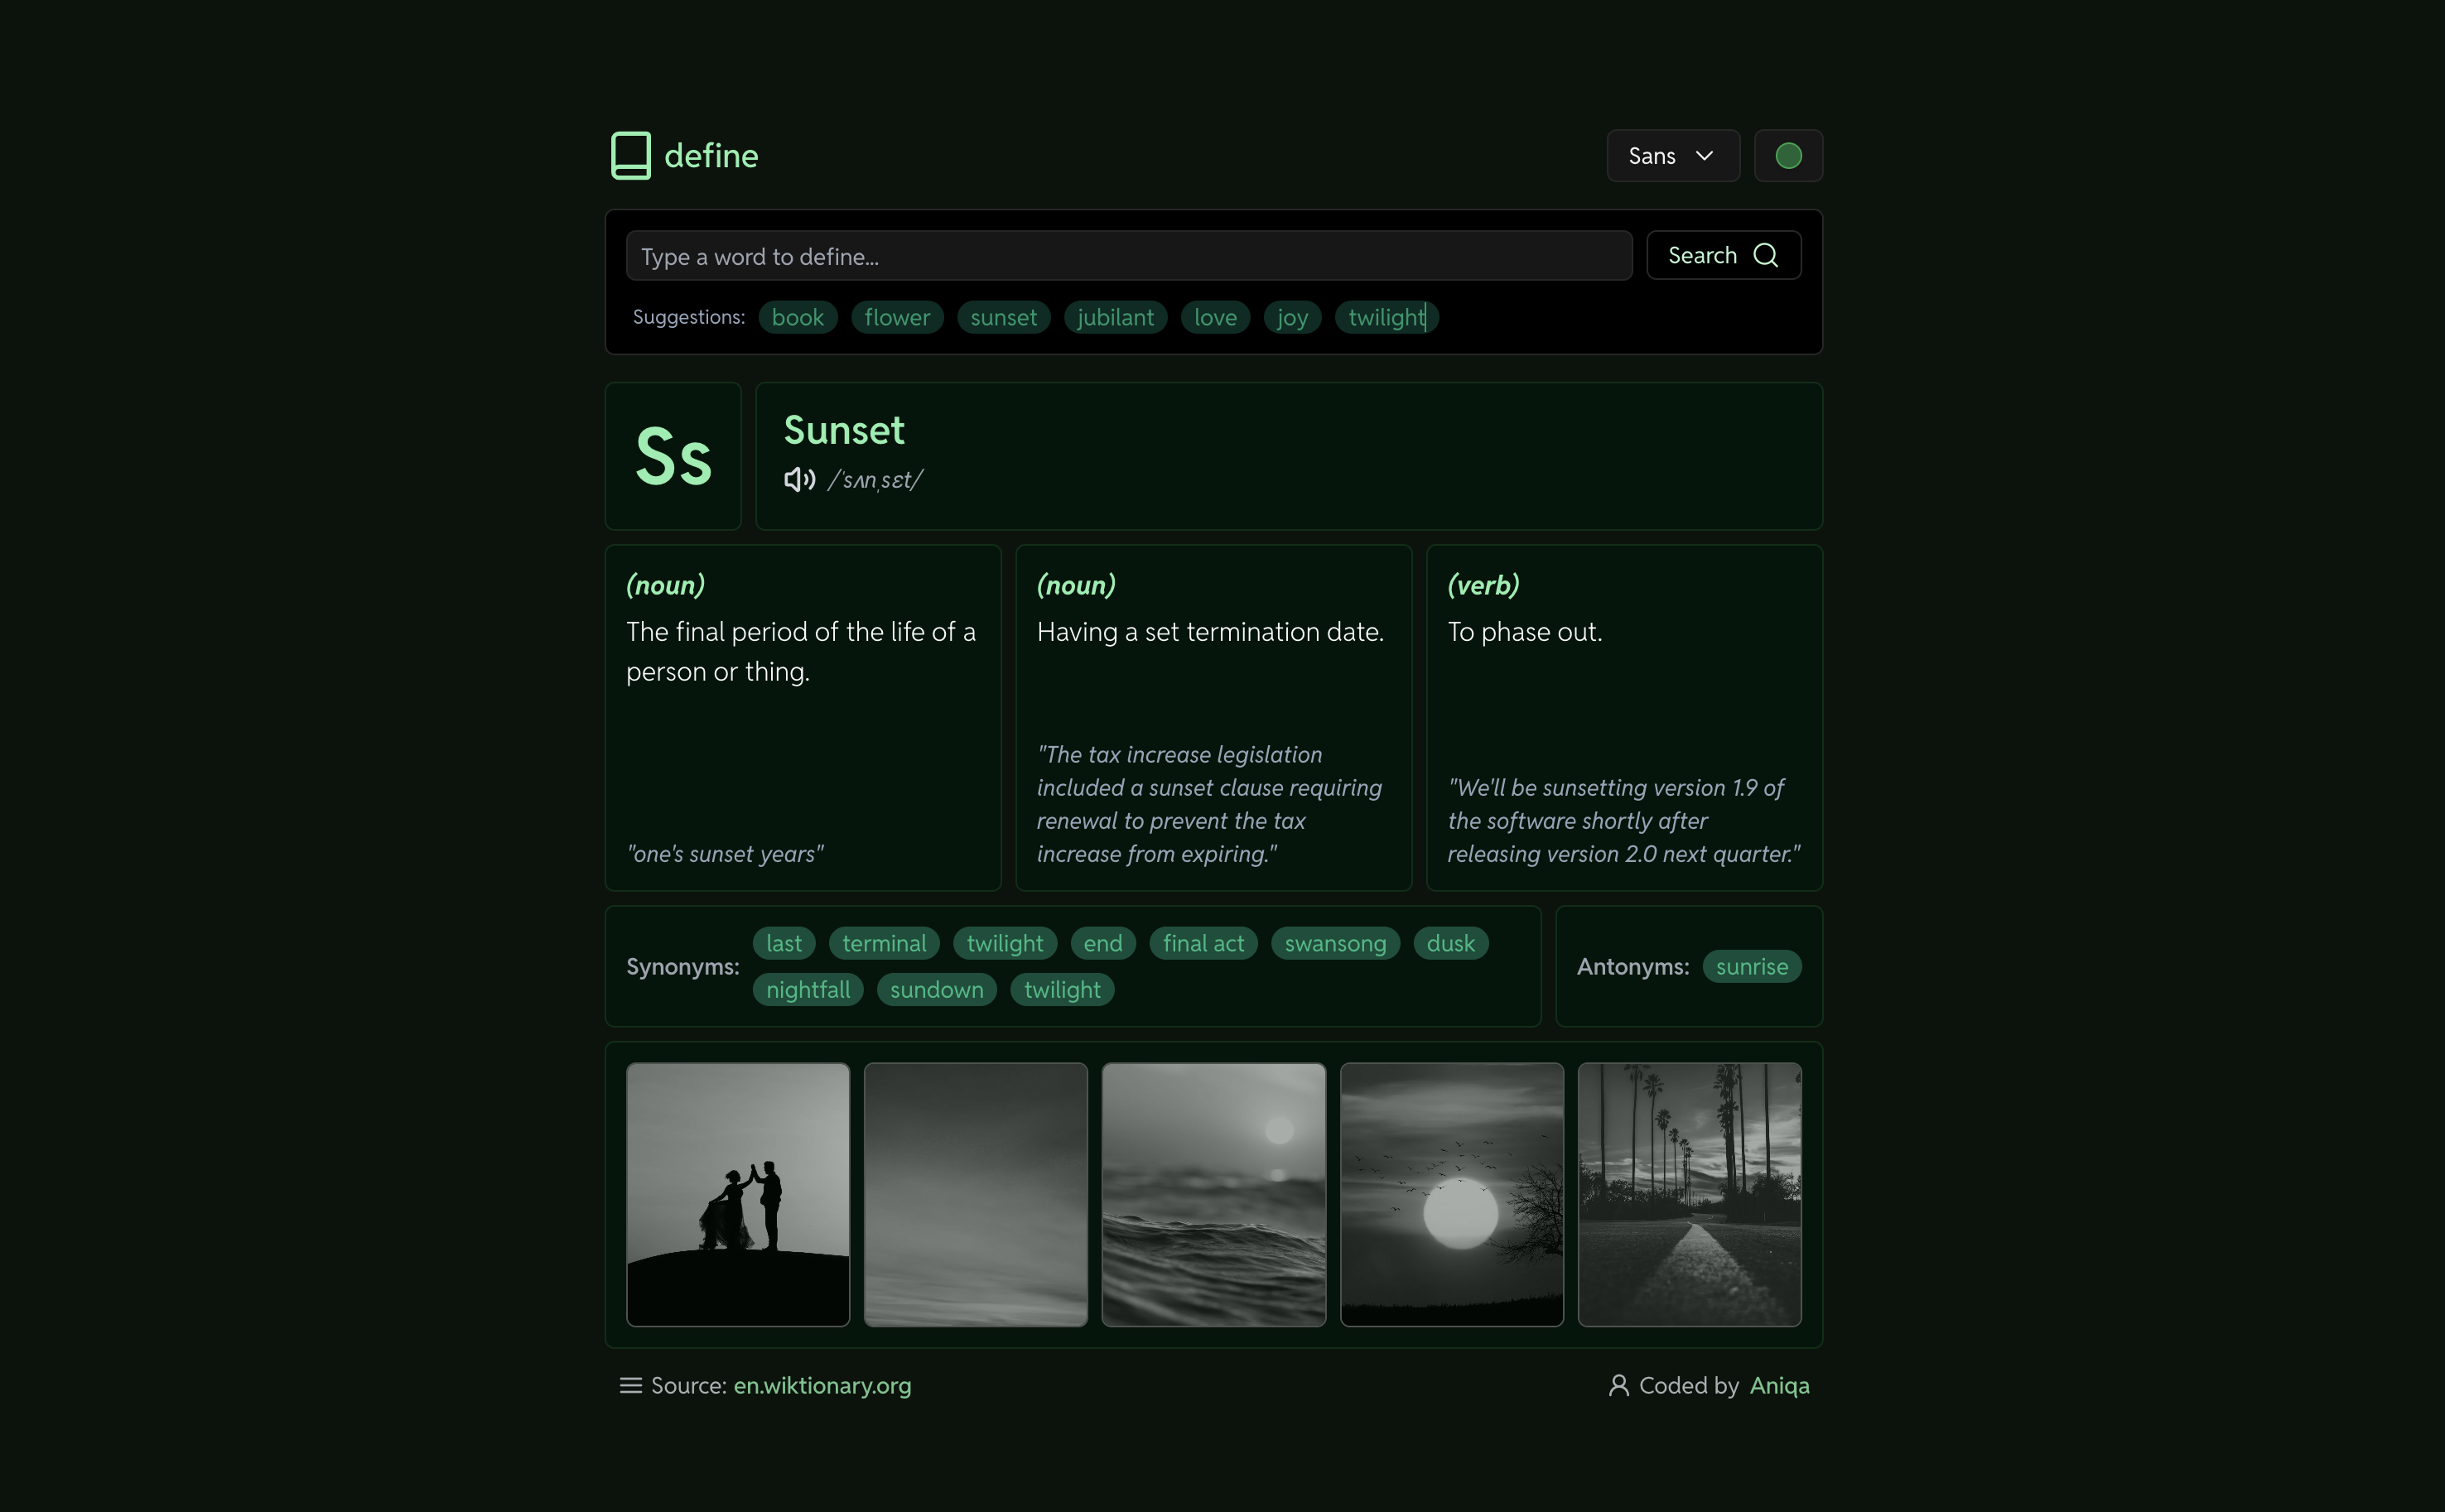 define
Sans
Type a word to define...
Search
Suggestions: book flower sunset jubilant love joy twilight
Ss
Sunset
/ˈsʌnˌsɛt/
(noun)
The final period of the life of a
person or thing.
"one's sunset years"
(noun)
Having a set termination date.
"The tax increase legislation
included a sunset clause requiring
renewal to prevent the tax
increase from expiring."
(verb)
To phase out.
"We'll be sunsetting version 1.9 of
the software shortly after
releasing version 2.0 next quarter."
Synonyms: last terminal twilight end final act swansong dusk
nightfall sundown twilight
Antonyms: sunrise
Source: en.wiktionary.org
Coded by Aniqa